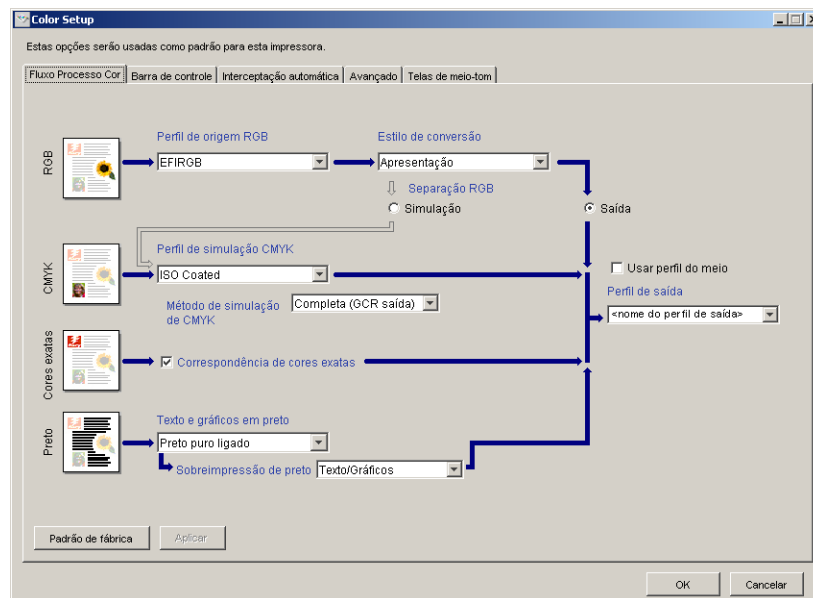 Color Setup
Estas opções serão usadas como padrão para esta impressora.
Fluxo Processo Cor
Barra de controle
Interceptação automática
Avançado
Telas de meio-tom
RGB
Perfil de origem RGB
EFIRGB
Estilo de conversão
Apresentação
Separação RGB
Simulação
Saída
CMYK
Perfil de simulação CMYK
ISO Coated
Método de simulação
de CMYK
Completa (GCR saída)
Usar perfil do meio
Perfil de saída
<nome do perfil de saída>
Cores exatas
Correspondência de cores exatas
Preto
Texto e gráficos em preto
Preto puro ligado
Sobreimpressão de preto
Texto/Gráficos
Padrão de fábrica
Aplicar
OK
Cancelar